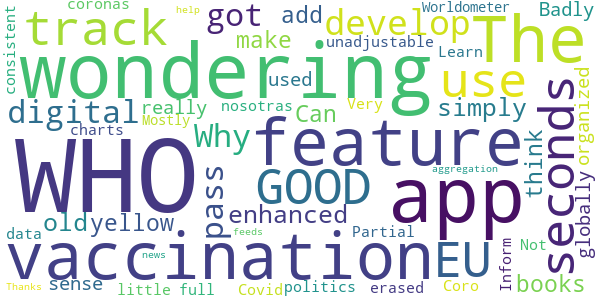 coronas
Worldometer
help
Badly
track
got
add
develop
The
consistent
make
unadjustable
Learn
wondering
used
use
seconds
organized
digital
really
nosotras
Very
Can
simply
Mostly
charts
Why
feature
think
WHO
pass
GOOD
app
aggregation
globally
enhanced
old
yellow
Partial
data
vaccination
EU
Inform
Not
feeds
news
sense
books
Thanks
little
full
Covid
politics
erased
Coro